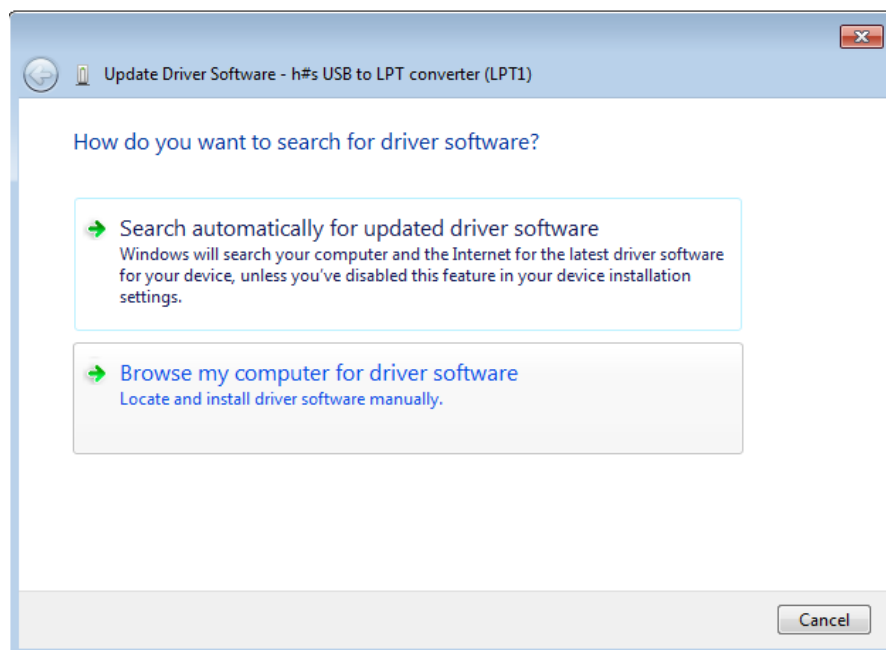 Update Driver Software - h#s USB to LPT converter (LPT1)
How do you want to search for driver software?
Search automatically for updated driver software
Windows will search your computer and the Internet for the latest driver software
for your device, unless you've disabled this feature in your device installation
settings.
Browse my computer for driver software
Locate and install driver software manually.
Cancel